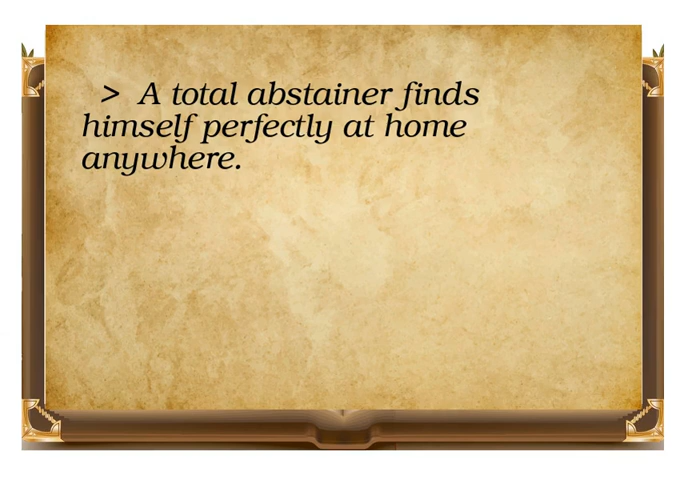 > A total abstainer finds
himself perfectly at home
anywhere.